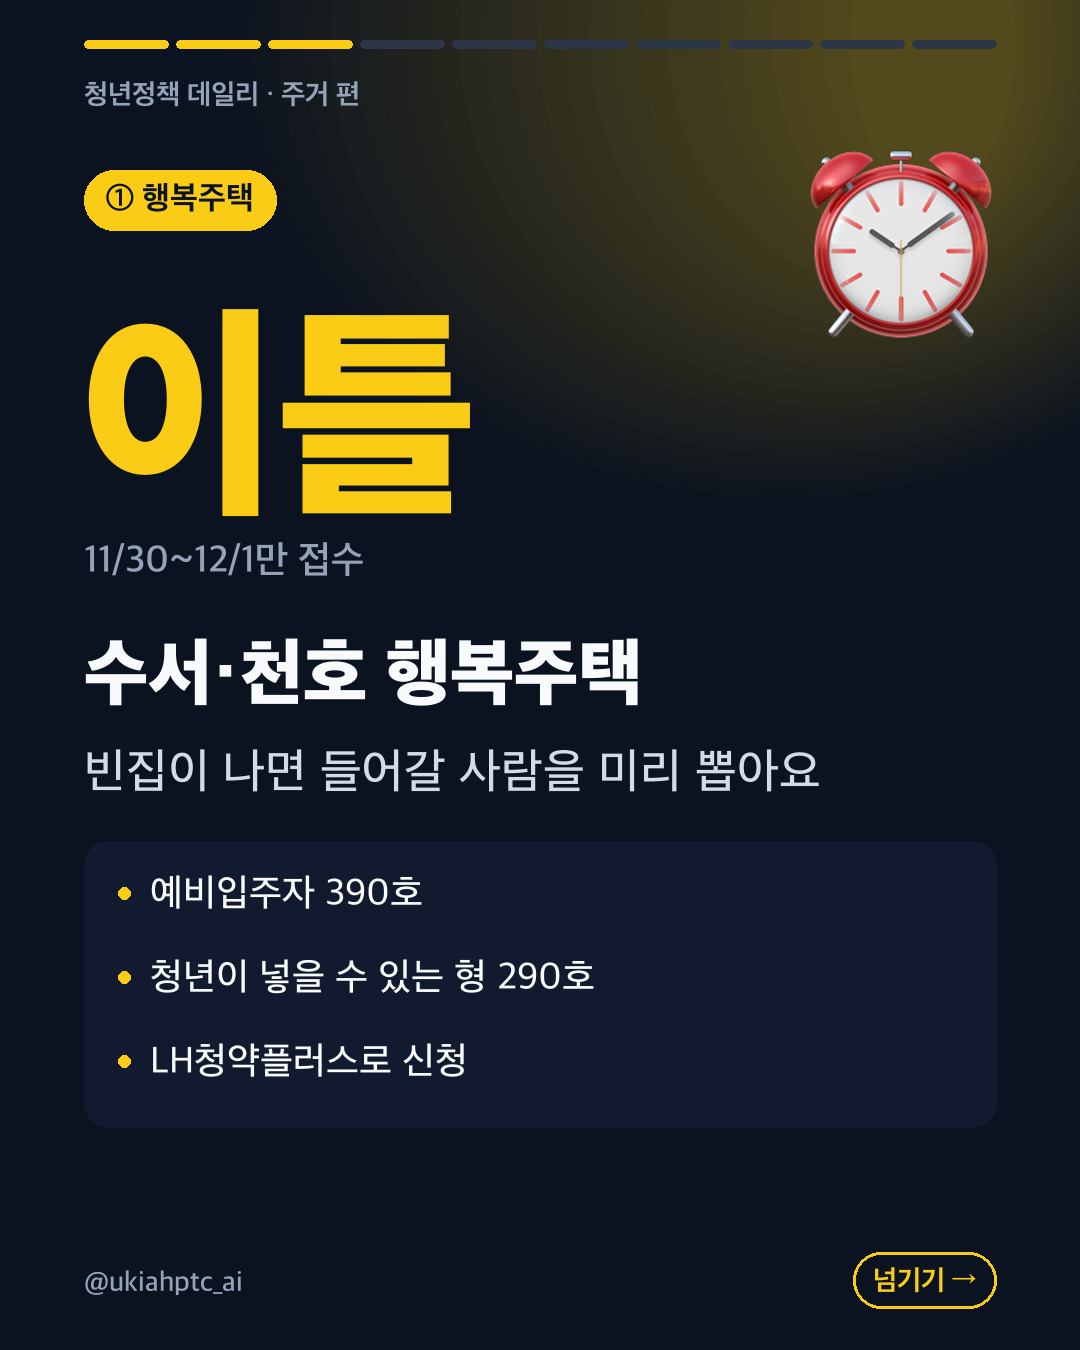 청년정책 데일리 · 주거 편
① 행복주택
이틀
11/30~12/1만 접수
수서·천호 행복주택
빈집이 나면 들어갈 사람을 미리 뽑아요
• 예비입주자 390호
• 청년이 넣을 수 있는 형 290호
• LH청약플러스로 신청
@ukiahptc_ai
넘기기 →